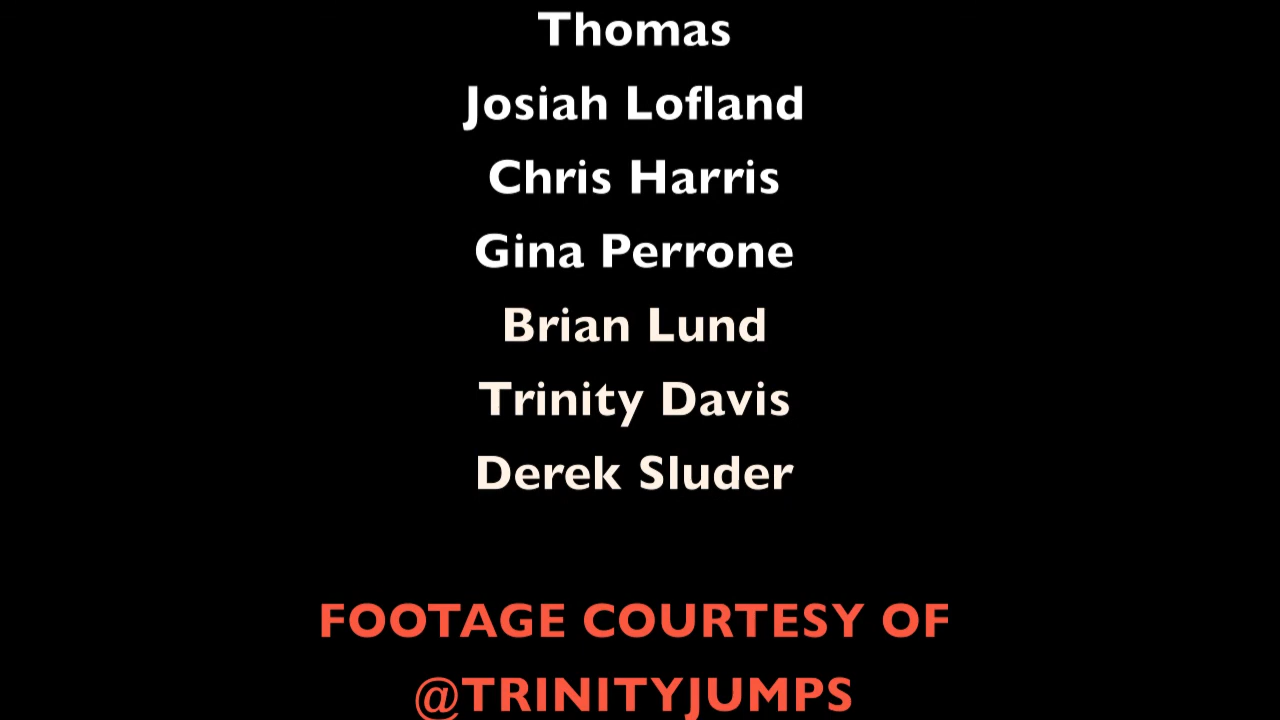 Thomas
Josiah Lofland
Chris Harris
Gina Perrone
Brian Lund
Trinity Davis
Derek Sluder
FOOTAGE COURTESY OF
@TRINITYJUMPS